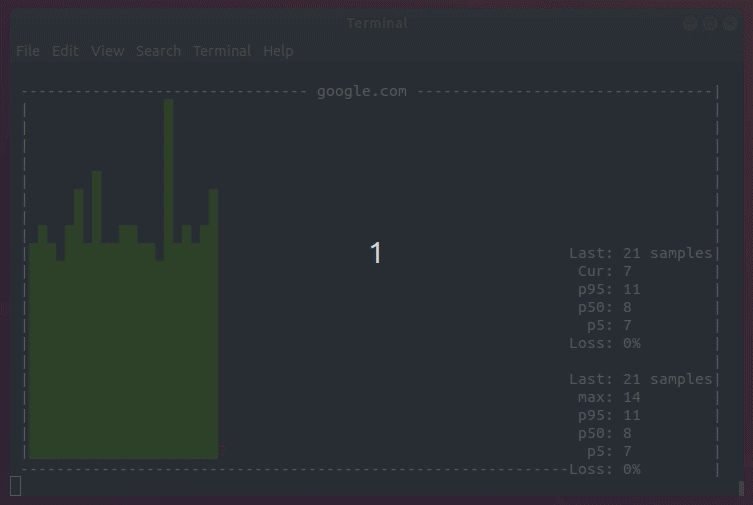 Terminal
File Edit View Search Terminal Help
------------------------------- google.com ---------------------------------|
1
Last: 21 samples|
Cur: 7
p95: 11
p50: 8
p5: 7
Loss: 0%
Last: 21 samples|
max: 14
p95: 11
p50: 8
p5: 7
Loss: 0%